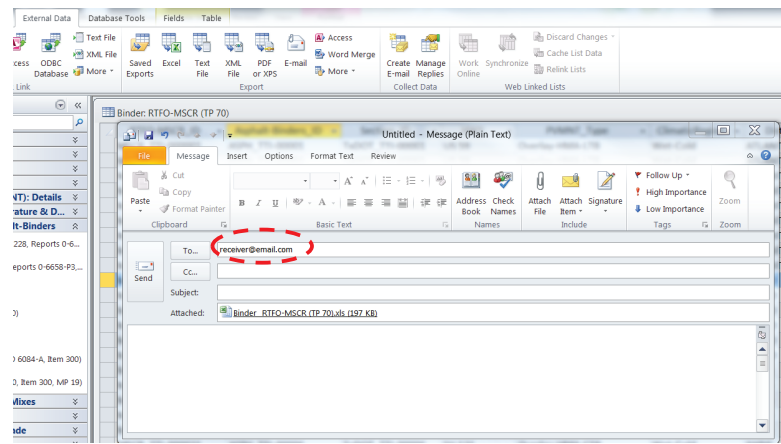 External Data Database Tools Fields Table
Text File
XML File
More
cess ODBC Database
Link
Saved Exports
Excel
Text File
XML File
PDF or XPS
E-mail
Access
Word Merge
More
Export
Create E-mail
Manage Replies
Collect Data
Work Online
Synchronize
Discard Changes
Cache List Data
Relink Lists
Web Linked Lists
Binder: RTFO-MSCR (TP 70)
Untitled - Message (Plain Text)
File Message Insert Options Format Text Review
Paste
Cut
Copy
Format Painter
Clipboard
B I U
Basic Text
Address Book
Check Names
Names
Attach File
Attach Item
Signature
Include
Follow Up
High Importance
Low Importance
Tags
Zoom
Zoom
Send
To... receiver@email.com
Cc...
Subject:
Attached: Binder RTFO-MSCR (TP 70).xls (197 KB)
NT): Details
rature & D...
lt-Binders
228, Reports 0-6...
eports 0-6658-P3,...
0)
6084-A, Item 300)
0, Item 300, MP 19)
Mixes
ade